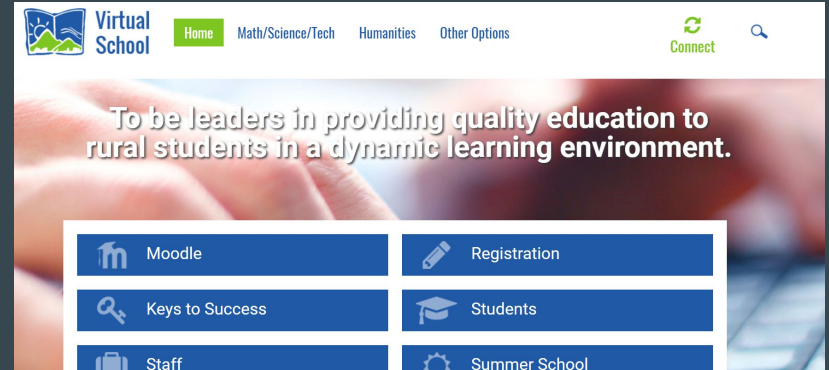 Virtual
School
Home Math/Science/Tech Humanities Other Options
Connect
To be leaders in providing quality education to
rural students in a dynamic learning environment.
Moodle Registration
Keys to Success Students
Staff Summer School